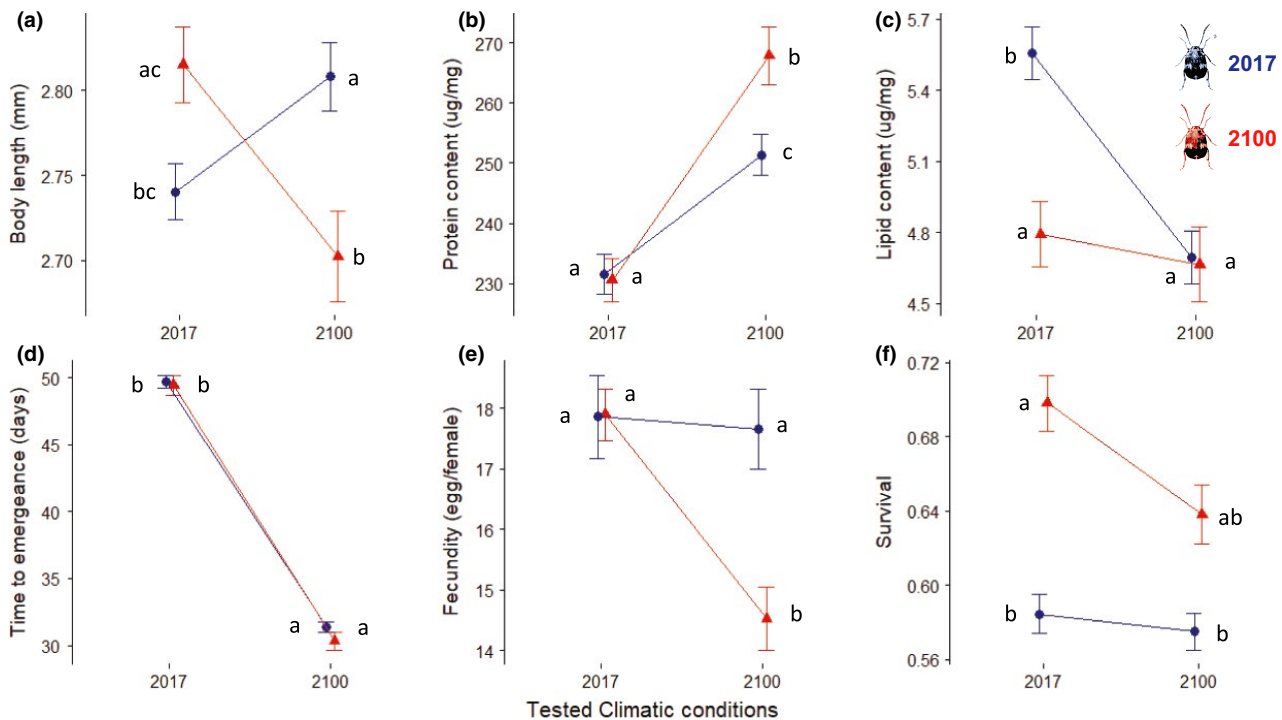 (a)
Body length (mm)
2.80
2.75
2.70
ac
a
bc
b
2017
2100
(b)
Protein content (ug/mg)
270
260
250
240
230
b
c
a
a
2017
2100
(c)
Lipid content (ug/mg)
5.7
5.4
5.1
4.8
4.5
b
a
a
a
2017
2100
2017
2100
(d)
Time to emergeance (days)
50
45
40
35
30
b
b
a
a
2017
2100
(e)
Fecundity (egg/female)
18
17
16
15
14
a
a
a
b
2017
2100
(f)
Survival
0.72
0.68
0.64
0.60
0.56
a
ab
b
b
2017
2100
Tested Climatic conditions